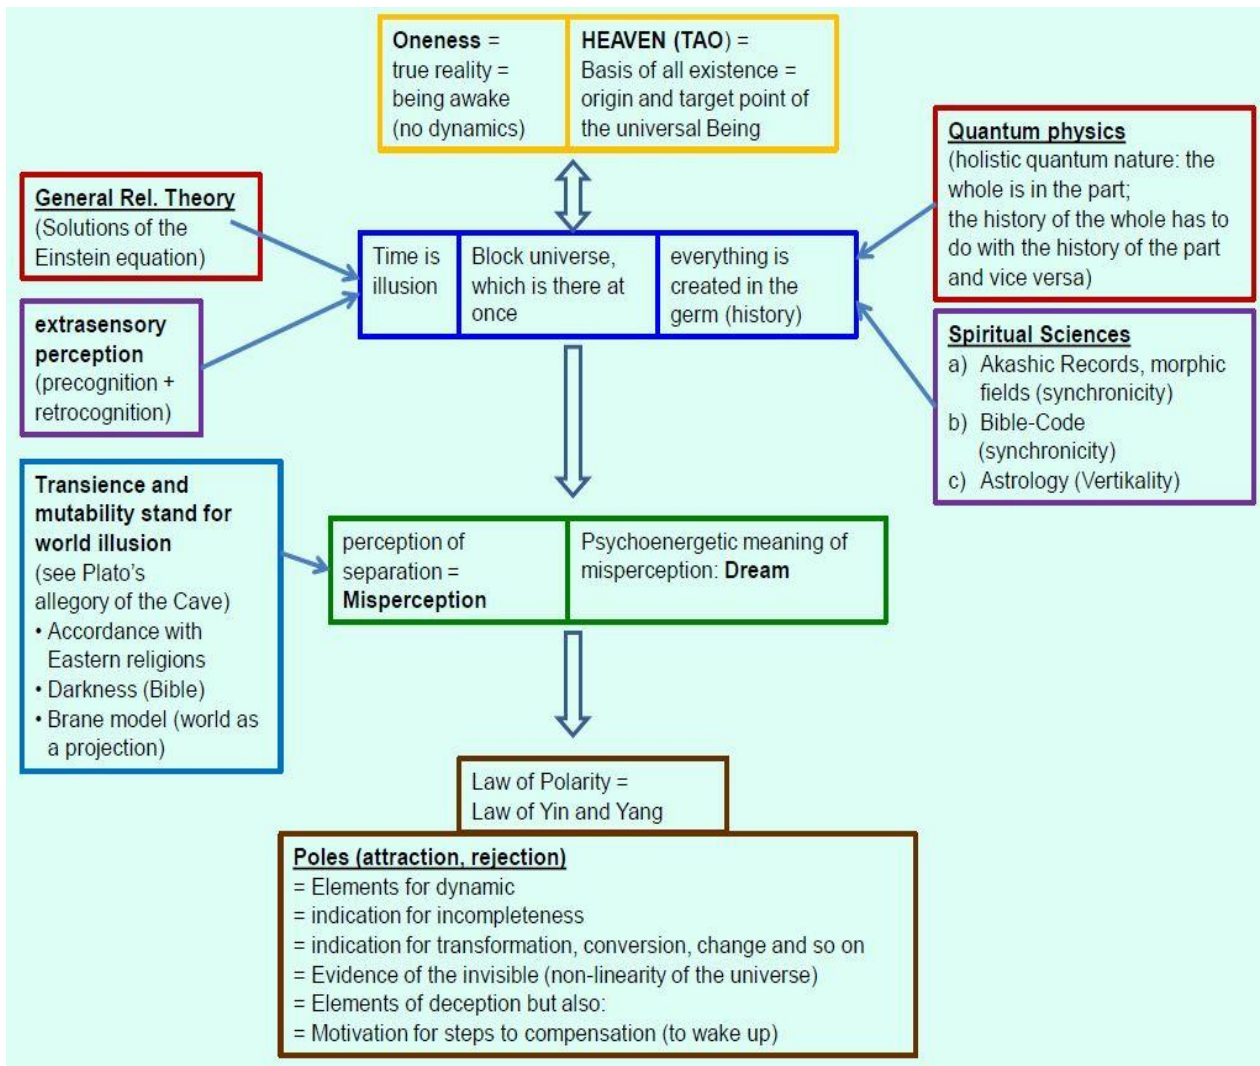 Oneness =
true reality =
being awake
(no dynamics)
HEAVEN (TAO) =
Basis of all existence =
origin and target point of
the universal Being
General Rel. Theory
(Solutions of the
Einstein equation)
extrasensory
perception
(precognition +
retrocognition)
Time is
illusion
Block universe,
which is there at
once
everything is
created in the
germ (history)
Quantum physics
(holistic quantum nature: the
whole is in the part;
the history of the whole has to
do with the history of the part
and vice versa)
Spiritual Sciences
a) Akashic Records, morphic
fields (synchronicity)
b) Bible-Code
(synchronicity)
c) Astrology (Vertikality)
Transience and
mutability stand for
world illusion
(see Plato's
allegory of the Cave)
• Accordance with
Eastern religions
• Darkness (Bible)
• Brane model (world as
a projection)
perception of
separation =
Misperception
Psychoenergetic meaning of
misperception: Dream
Law of Polarity =
Law of Yin and Yang
Poles (attraction, rejection)
= Elements for dynamic
= indication for incompleteness
= indication for transformation, conversion, change and so on
= Evidence of the invisible (non-linearity of the universe)
= Elements of deception but also:
= Motivation for steps to compensation (to wake up)